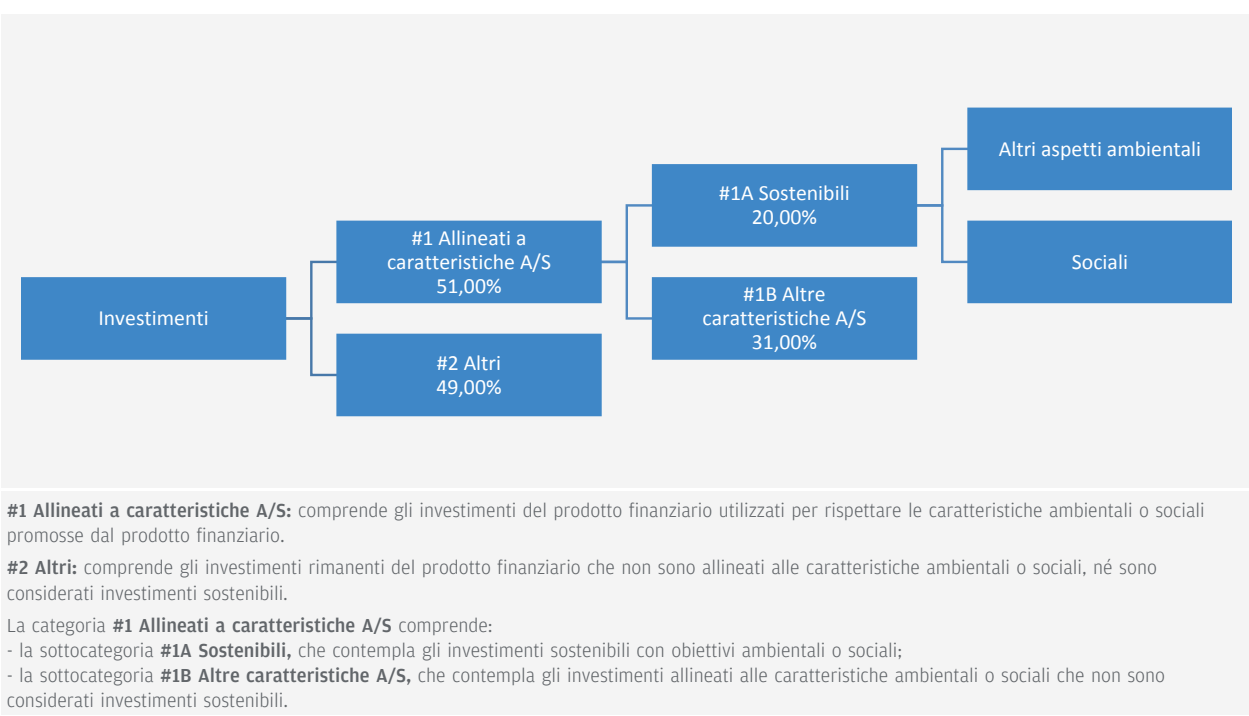 Altri aspetti ambientali
#1A Sostenibili
20,00%
#1 Allineati a
caratteristiche A/S
51,00%
Sociali
Investimenti
#1B Altre
caratteristiche A/S
31,00%
#2 Altri
49,00%
#1 Allineati a caratteristiche A/S: comprende gli investimenti del prodotto finanziario utilizzati per rispettare le caratteristiche ambientali o sociali
promosse dal prodotto finanziario.
#2 Altri: comprende gli investimenti rimanenti del prodotto finanziario che non sono allineati alle caratteristiche ambientali o sociali, né sono
considerati investimenti sostenibili.
La categoria #1 Allineati a caratteristiche A/S comprende:
- la sottocategoria #1A Sostenibili, che contempla gli investimenti sostenibili con obiettivi ambientali o sociali;
- la sottocategoria #1B Altre caratteristiche A/S, che contempla gli investimenti allineati alle caratteristiche ambientali o sociali che non sono
considerati investimenti sostenibili.